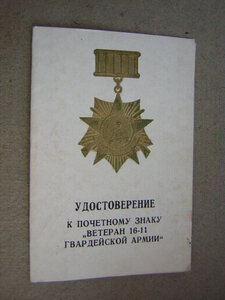 УДОСТОВЕРЕНИЕ
К ПОЧЕТНОМУ ЗНАКУ
„ВЕТЕРАН 16-11
ГВАРДЕЙСКОЙ АРМИИ“